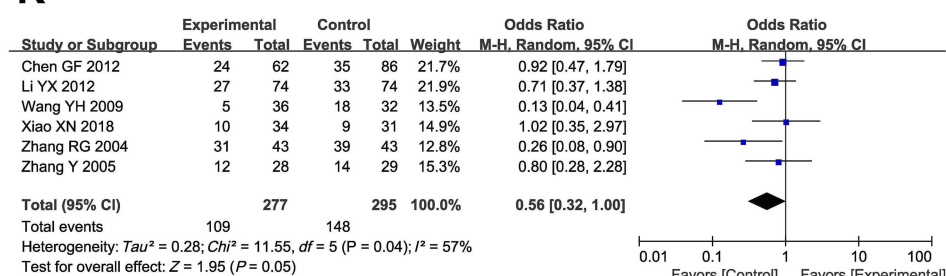 Experimental Control Odds Ratio Odds Ratio
Study or Subgroup Events Total Events Total Weight M-H, Random, 95% CI M-H, Random, 95% CI
Chen GF 2012 24 62 35 86 21.7% 0.92 [0.47, 1.79]
Li YX 2012 27 74 33 74 21.9% 0.71 [0.37, 1.38]
Wang YH 2009 5 36 18 32 13.5% 0.13 [0.04, 0.41]
Xiao XN 2018 10 34 9 31 14.9% 1.02 [0.35, 2.97]
Zhang RG 2004 31 43 39 43 12.8% 0.26 [0.08, 0.90]
Zhang Y 2005 12 28 14 29 15.3% 0.80 [0.28, 2.28]
Total (95% CI) 277 295 100.0% 0.56 [0.32, 1.00]
Total events 109 148
Heterogeneity: Tau² = 0.28; Chi² = 11.55, df = 5 (P = 0.04); I² = 57%
Test for overall effect: Z = 1.95 (P = 0.05)
0.01 0.1 1 10 100
Favors [Control] Favors [Experimental]